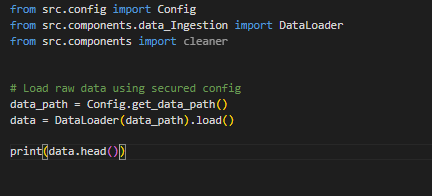 from src.config import Config
from src.components.data_Ingestion import DataLoader
from src.components import cleaner
# Load raw data using secured config
data_path = Config.get_data_path()
data = DataLoader(data_path).load()
print(data.head())